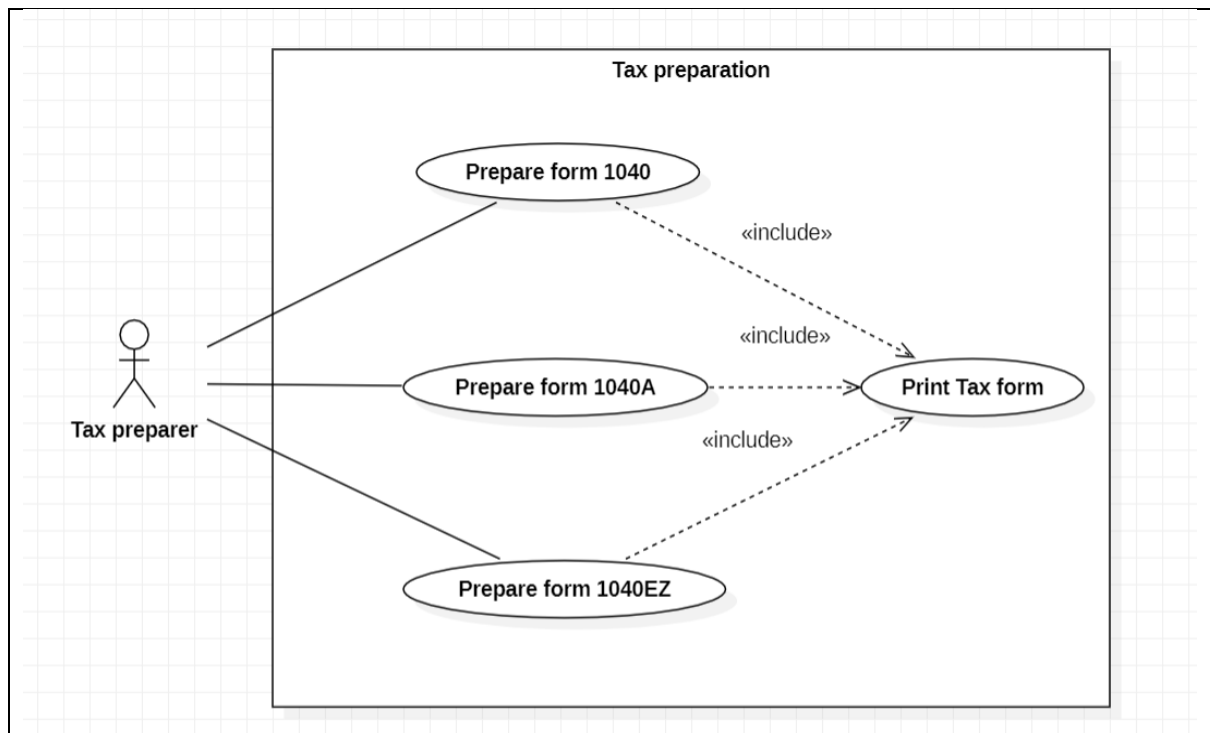 Tax preparation
Prepare form 1040
«include»
«include»
Prepare form 1040A
Print Tax form
Tax preparer
«include»
Prepare form 1040EZ